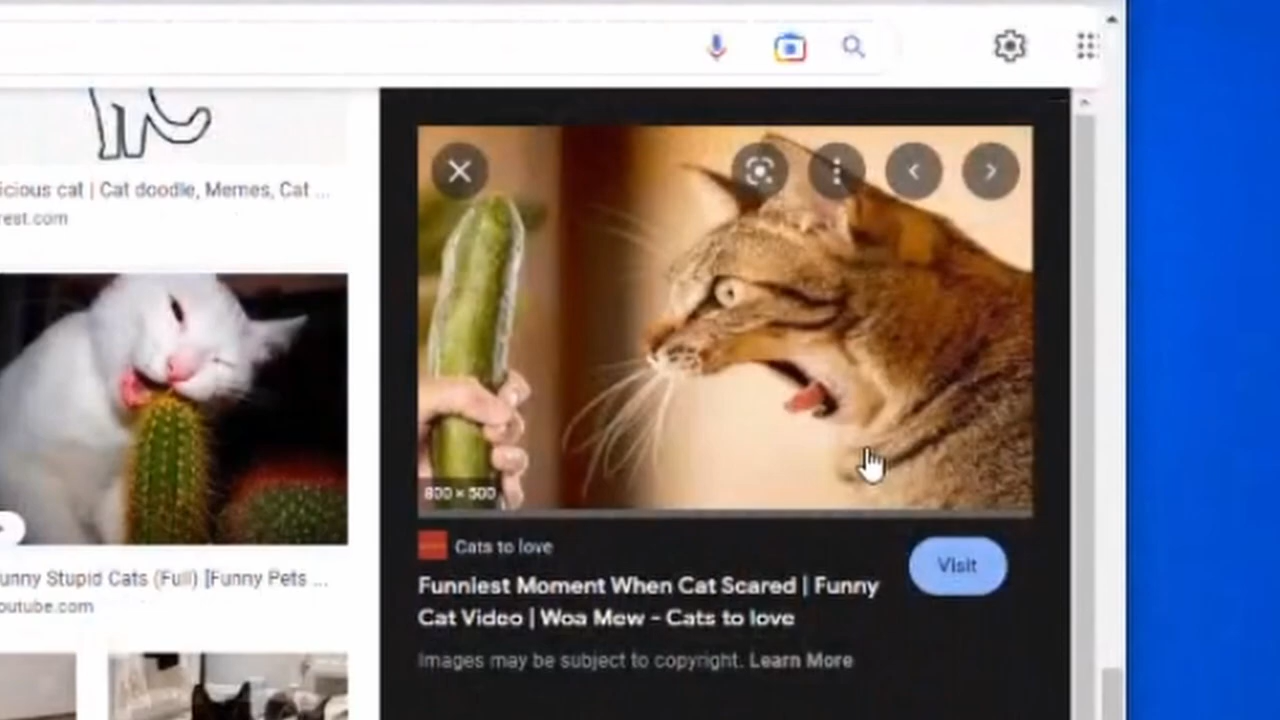 icious cat | Cat doodle, Memes, Cat ...
rest.com
unny Stupid Cats (Full) [Funny Pets ...
outube.com
800 × 500
Cats to love
Visit
Funniest Moment When Cat Scared | Funny
Cat Video | Woa Mew - Cats to love
Images may be subject to copyright. Learn More